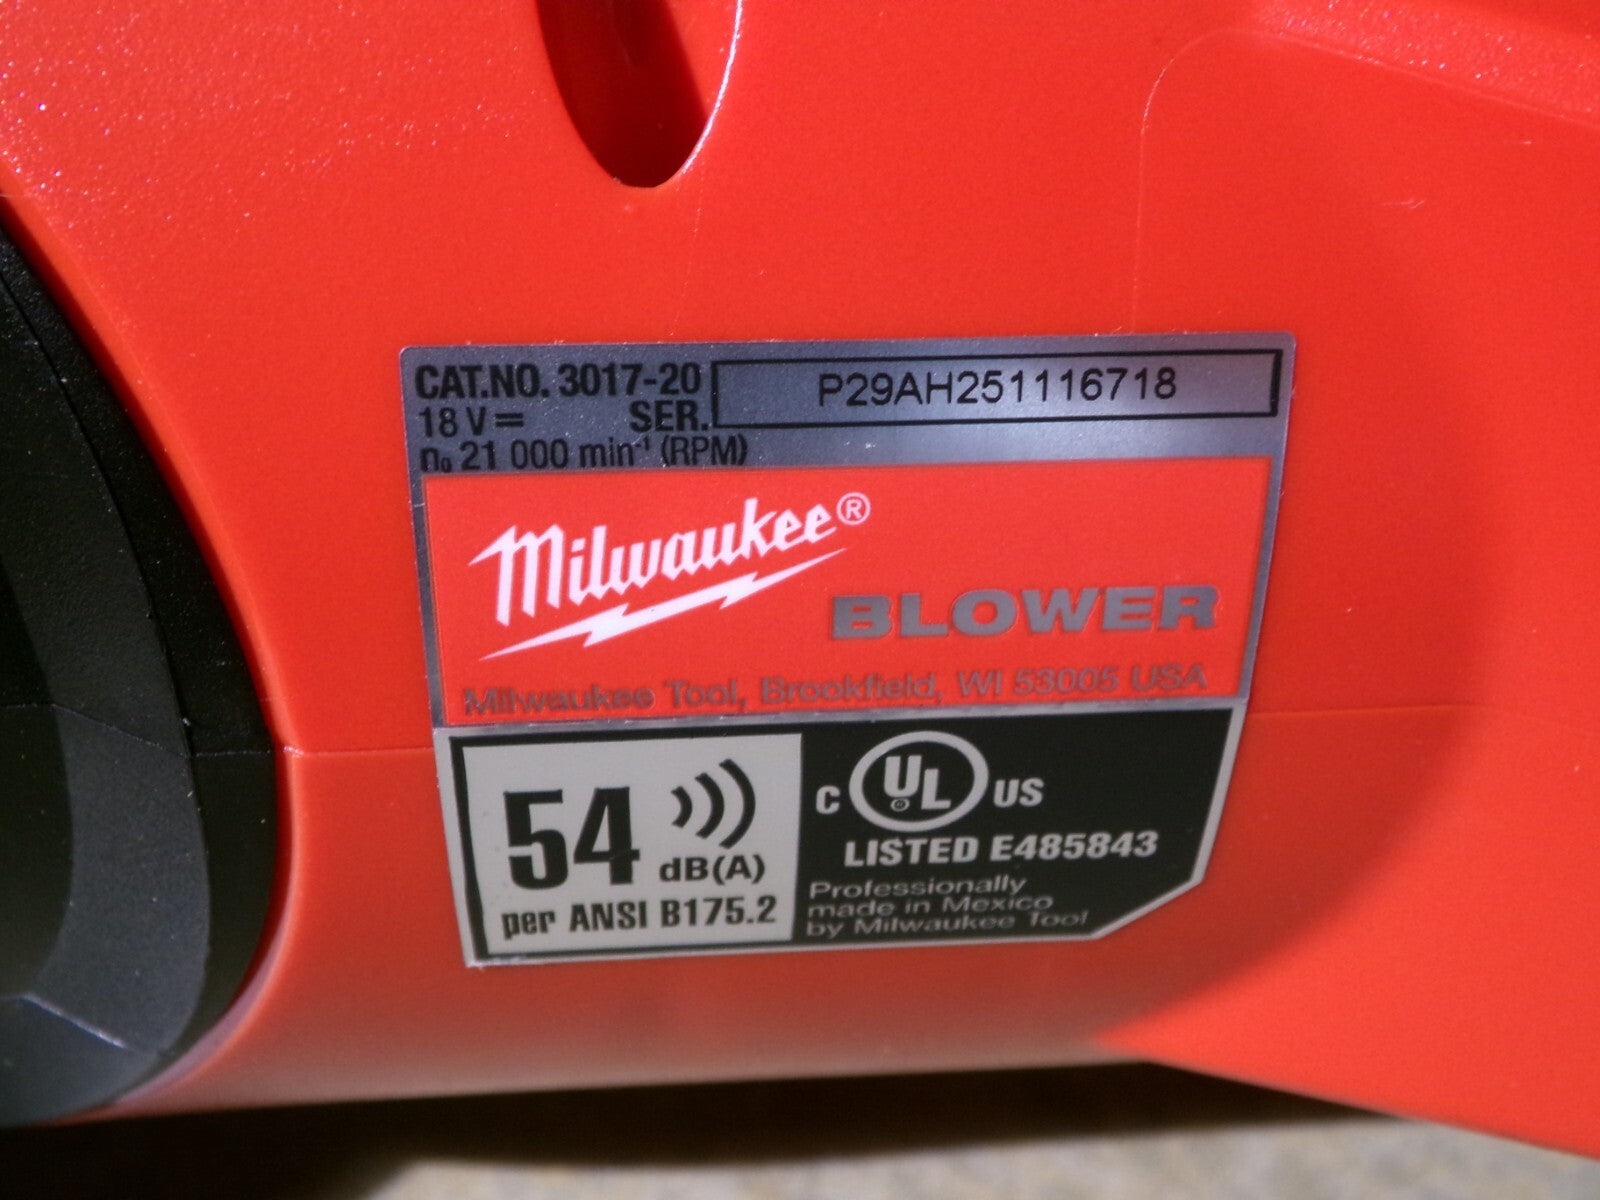 CAT.NO. 3017-20
18 V⎓ SER. P29AH251116718
n₀ 21 000 min⁻¹ (RPM)
Milwaukee®
BLOWER
Milwaukee Tool, Brookfield, WI 53005 USA
54 dB(A)
per ANSI B175.2
C UL US
LISTED E485843
Professionally
made in Mexico
by Milwaukee Tool